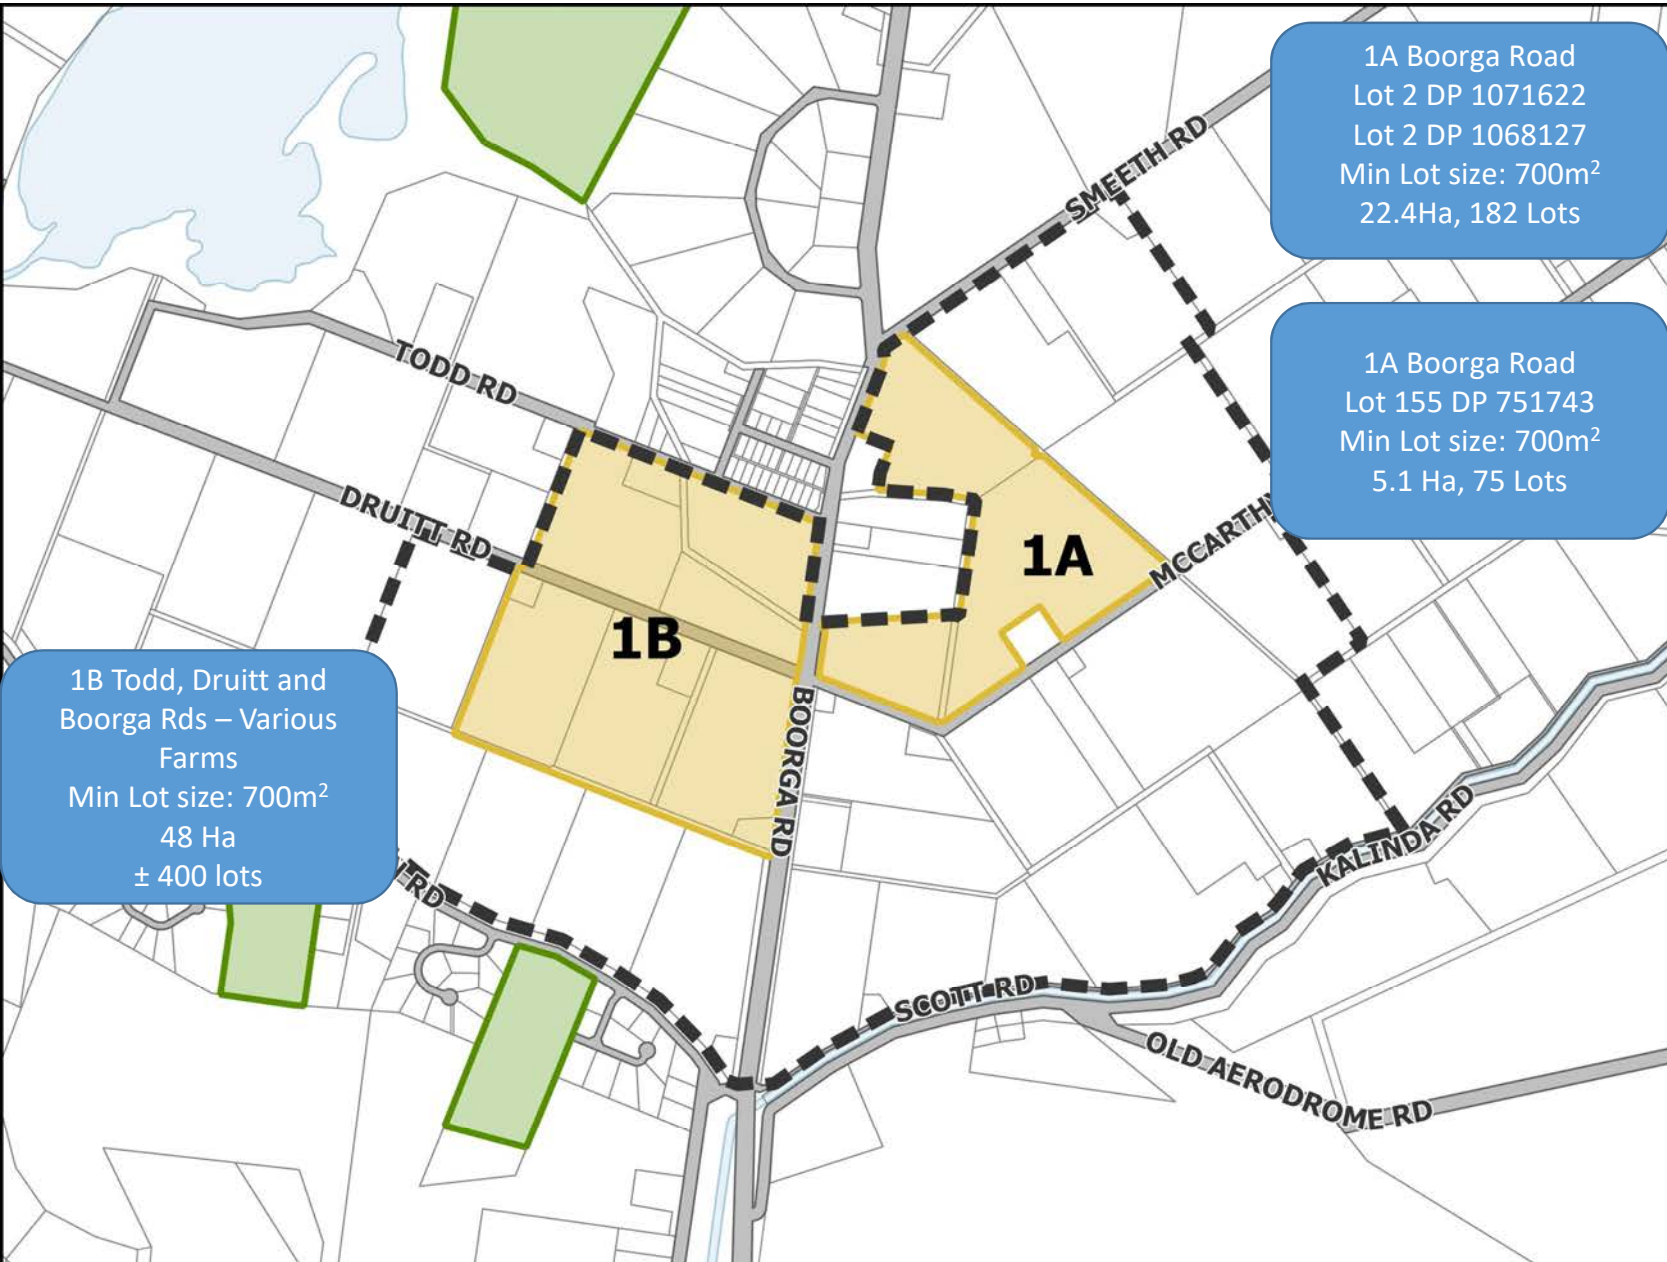 1A Boorga Road
Lot 2 DP 1071622
Lot 2 DP 1068127
Min Lot size: 700m²
22.4Ha, 182 Lots
SMEETH RD
1A Boorga Road
Lot 155 DP 751743
Min Lot size: 700m²
5.1 Ha, 75 Lots
TODD RD
DRUITT RD
1A
MCCARTHY
1B
1B Todd, Druitt and
Boorga Rds – Various
Farms
Min Lot size: 700m²
48 Ha
± 400 lots
BOORGA RD
KALINDA RD
RD
SCOTT RD
OLD AERODROME RD